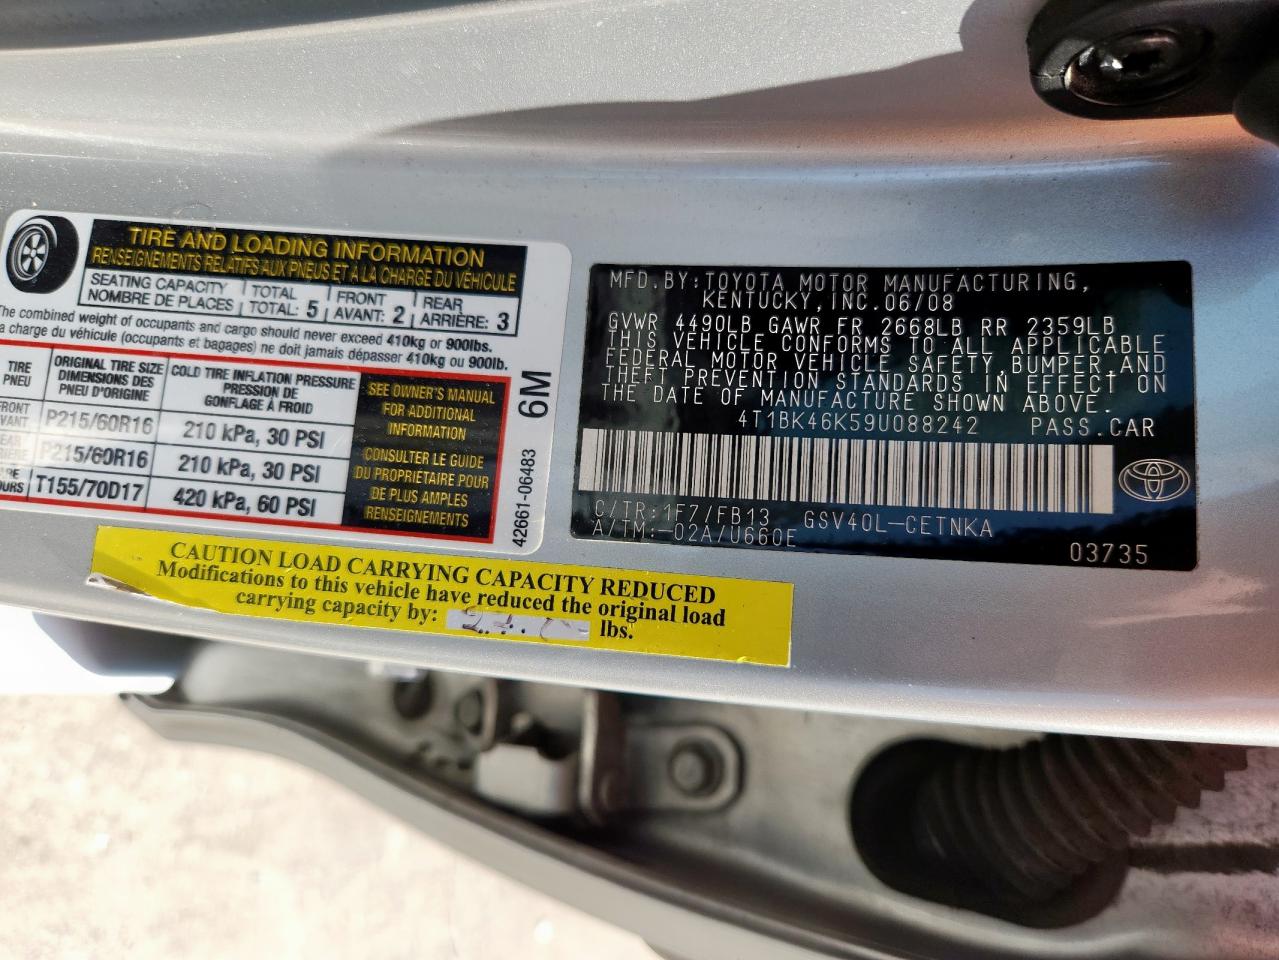 TIRE AND LOADING INFORMATION
RENSEIGNEMENTS RELATIFS AUX PNEUS ET À LA CHARGE DU VÉHICULE
SEATING CAPACITY TOTAL FRONT REAR
NOMBRE DE PLACES TOTAL: 5 AVANT: 2 ARRIÈRE: 3
The combined weight of occupants and cargo should never exceed 410kg or 900lbs.
a charge du véhicule (occupants et bagages) ne doit jamais dépasser 410kg ou 900lb.
TIRE
PNEU
ORIGINAL TIRE SIZE
DIMENSIONS DES
PNEU D'ORIGINE
COLD TIRE INFLATION PRESSURE
PRESSION DE
GONFLAGE À FROID
FRONT
VANT P215/60R16 210 kPa, 30 PSI
P215/60R16 210 kPa, 30 PSI
T155/70D17 420 kPa, 60 PSI
SEE OWNER'S MANUAL
FOR ADDITIONAL
INFORMATION
CONSULTER LE GUIDE
DU PROPRIÉTAIRE POUR
DE PLUS AMPLES
RENSEIGNEMENTS
6M
42661-06483
MFD.BY:TOYOTA MOTOR MANUFACTURING,
KENTUCKY,INC.06/08
GVWR 4490LB GAWR FR 2668LB RR 2359LB
THIS VEHICLE CONFORMS TO ALL APPLICABLE
FEDERAL MOTOR VEHICLE SAFETY,BUMPER,AND
THEFT PREVENTION STANDARDS IN EFFECT ON
THE DATE OF MANUFACTURE SHOWN ABOVE.
4T1BK46K59U088242 PASS.CAR
C/TR:1F7/FB13 GSV40L-CETNKA
A/TM:-02A/U660E
03735
CAUTION LOAD CARRYING CAPACITY REDUCED
Modifications to this vehicle have reduced the original load
carrying capacity by: lbs.